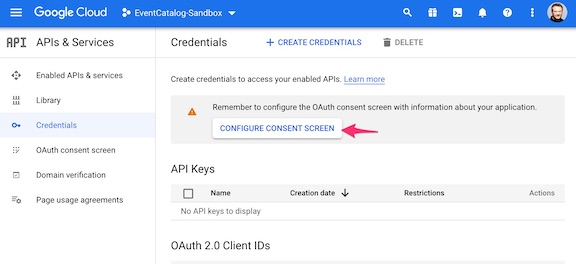 Google Cloud
EventCatalog-Sandbox
API
APIs & Services
Credentials
CREATE CREDENTIALS
DELETE
Enabled APIs & services
Library
Credentials
OAuth consent screen
Domain verification
Page usage agreements
Create credentials to access your enabled APIs. Learn more
Remember to configure the OAuth consent screen with information about your application.
CONFIGURE CONSENT SCREEN
API Keys
Name
Creation date
Restrictions
Actions
No API keys to display
OAuth 2.0 Client IDs